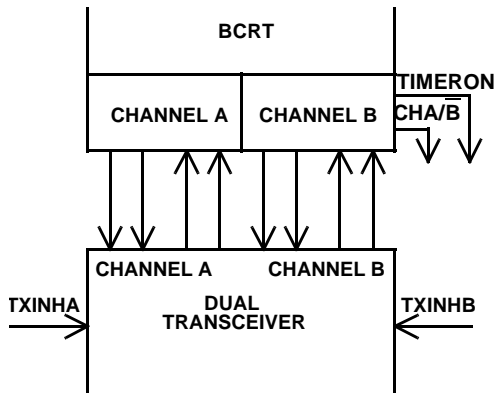 BCRT
TIMERON
CHANNEL A
CHANNEL B
CHA/B̅
CHANNEL A
CHANNEL B
DUAL
TRANSCEIVER
TXINHA
TXINHB